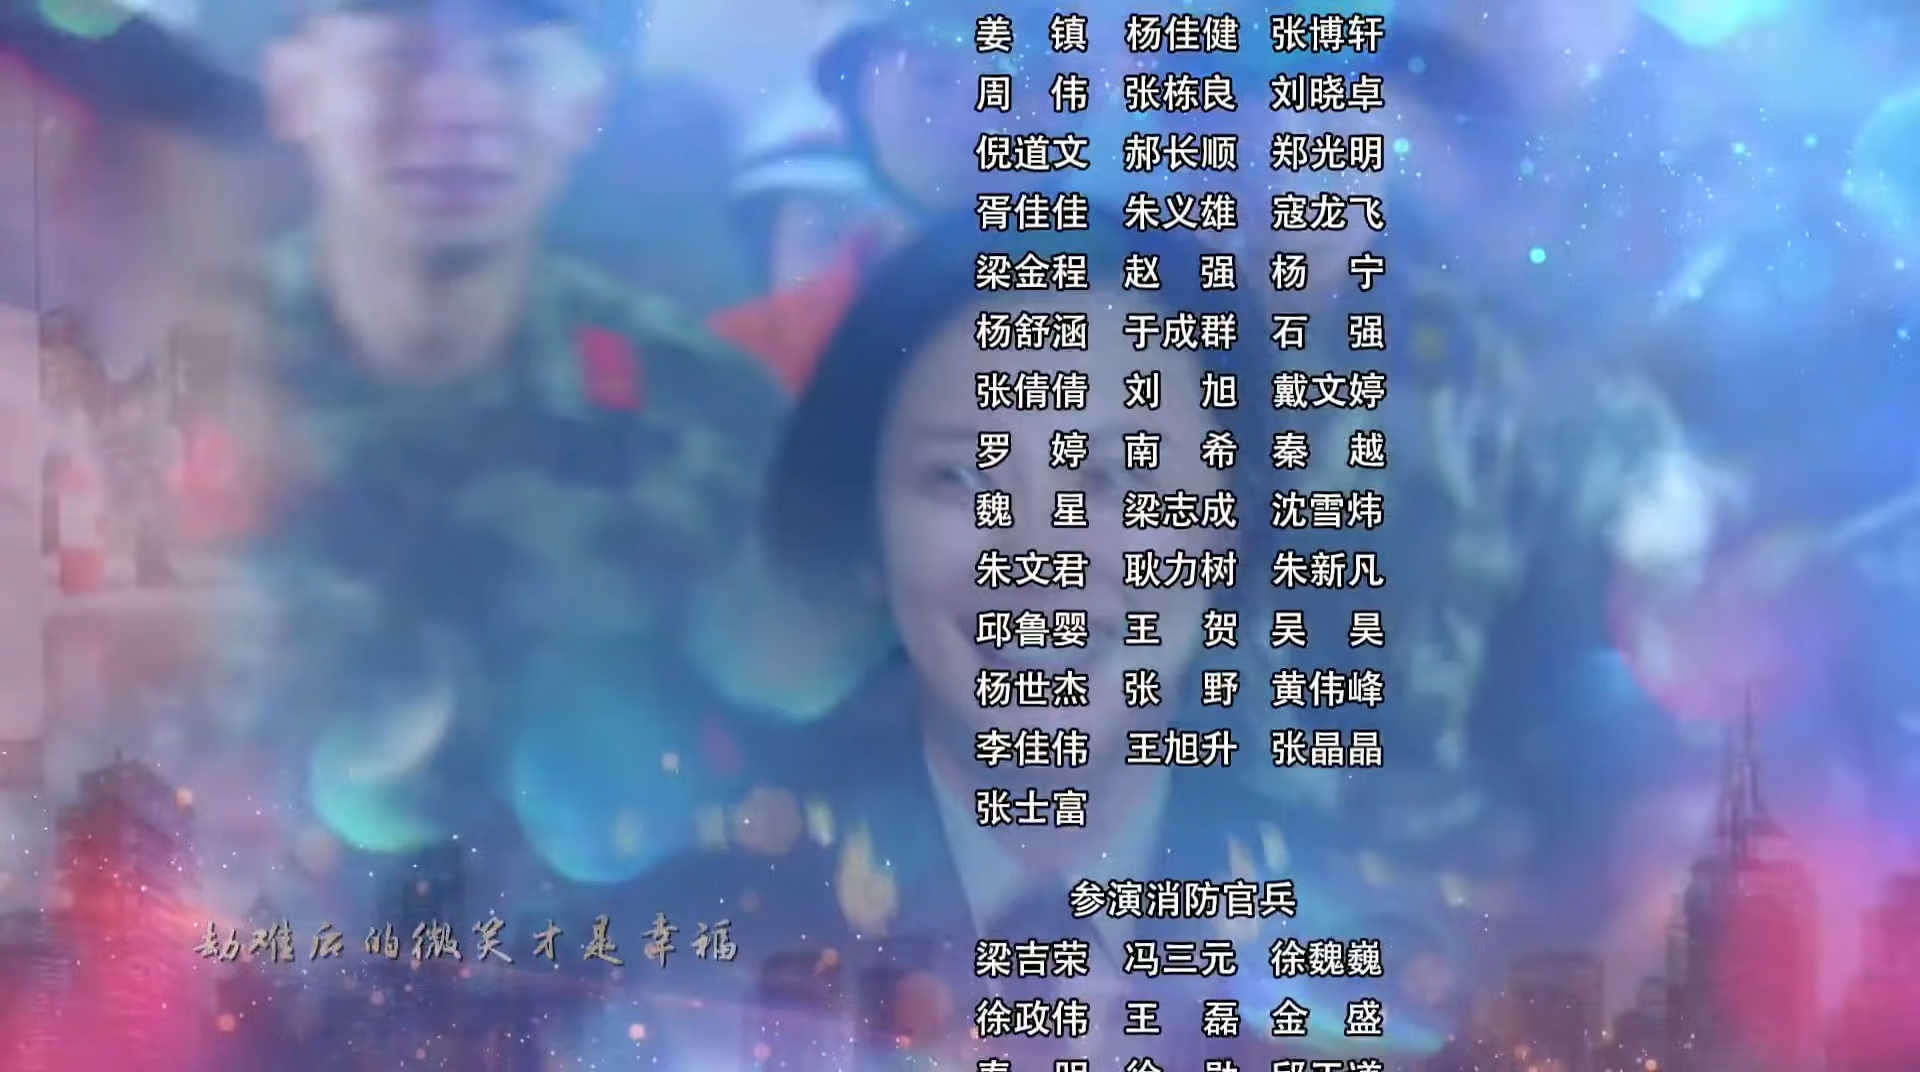 姜　镇　杨佳健　张博轩
周　伟　张栋良　刘晓卓
倪道文　郝长顺　郑光明
胥佳佳　朱义雄　寇龙飞
梁金程　赵　强　杨　宁
杨舒涵　于成群　石　强
张倩倩　刘　旭　戴文婷
罗　婷　南　希　秦　越
魏　星　梁志成　沈雪炜
朱文君　耿力树　朱新凡
邱鲁婴　王　贺　吴　昊
杨世杰　张　野　黄伟峰
李佳伟　王旭升　张晶晶
张士富
参演消防官兵
梁吉荣　冯三元　徐魏巍
劫难后的微笑才是幸福
徐政伟　王　磊　金　盛